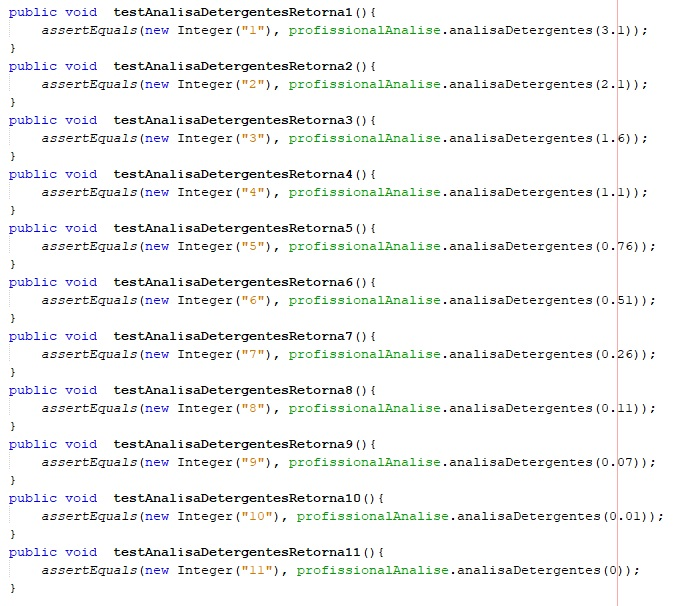 public void  testAnalisaDetergentesRetorna1(){
    assertEquals(new Integer("1"), profissionalAnalise.analisaDetergentes(3.1));
}
public void  testAnalisaDetergentesRetorna2(){
    assertEquals(new Integer("2"), profissionalAnalise.analisaDetergentes(2.1));
}
public void  testAnalisaDetergentesRetorna3(){
    assertEquals(new Integer("3"), profissionalAnalise.analisaDetergentes(1.6));
}
public void  testAnalisaDetergentesRetorna4(){
    assertEquals(new Integer("4"), profissionalAnalise.analisaDetergentes(1.1));
}
public void  testAnalisaDetergentesRetorna5(){
    assertEquals(new Integer("5"), profissionalAnalise.analisaDetergentes(0.76));
}
public void  testAnalisaDetergentesRetorna6(){
    assertEquals(new Integer("6"), profissionalAnalise.analisaDetergentes(0.51));
}
public void  testAnalisaDetergentesRetorna7(){
    assertEquals(new Integer("7"), profissionalAnalise.analisaDetergentes(0.26));
}
public void  testAnalisaDetergentesRetorna8(){
    assertEquals(new Integer("8"), profissionalAnalise.analisaDetergentes(0.11));
}
public void  testAnalisaDetergentesRetorna9(){
    assertEquals(new Integer("9"), profissionalAnalise.analisaDetergentes(0.07));
}
public void  testAnalisaDetergentesRetorna10(){
    assertEquals(new Integer("10"), profissionalAnalise.analisaDetergentes(0.01));
}
public void  testAnalisaDetergentesRetorna11(){
    assertEquals(new Integer("11"), profissionalAnalise.analisaDetergentes(0));
}